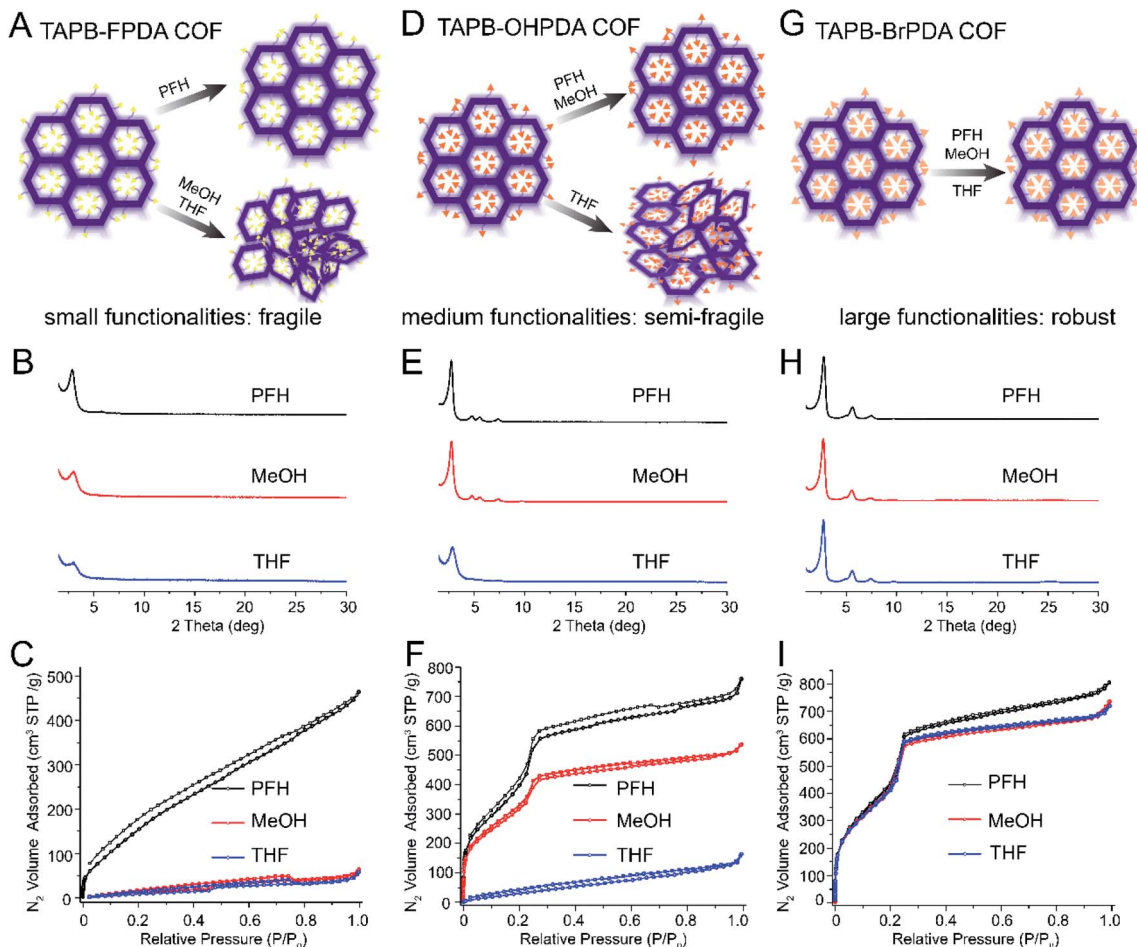 A TAPB-FPDA COF
PFH
MeOH
THF
small functionalities: fragile
D TAPB-OHPDA COF
PFH
MeOH
THF
medium functionalities: semi-fragile
G TAPB-BrPDA COF
PFH
MeOH
THF
large functionalities: robust
B
PFH
MeOH
THF
5 10 15 20 25 30
2 Theta (deg)
E
PFH
MeOH
THF
5 10 15 20 25 30
2 Theta (deg)
H
PFH
MeOH
THF
5 10 15 20 25 30
2 Theta (deg)
C
N₂ Volume Adsorbed (cm³ STP /g)
500
400
300
200
100
0
PFH
MeOH
THF
0 0.2 0.4 0.6 0.8 1.0
Relative Pressure (P/P₀)
F
N₂ Volume Adsorbed (cm³ STP /g)
800
700
600
500
400
300
200
100
0
PFH
MeOH
THF
0.0 0.2 0.4 0.6 0.8 1.0
Relative Pressure (P/P₀)
I
N₂ Volume Adsorbed (cm³ STP /g)
800
700
600
500
400
300
200
100
0
PFH
MeOH
THF
0.0 0.2 0.4 0.6 0.8 1.0
Relative Pressure (P/P₀)